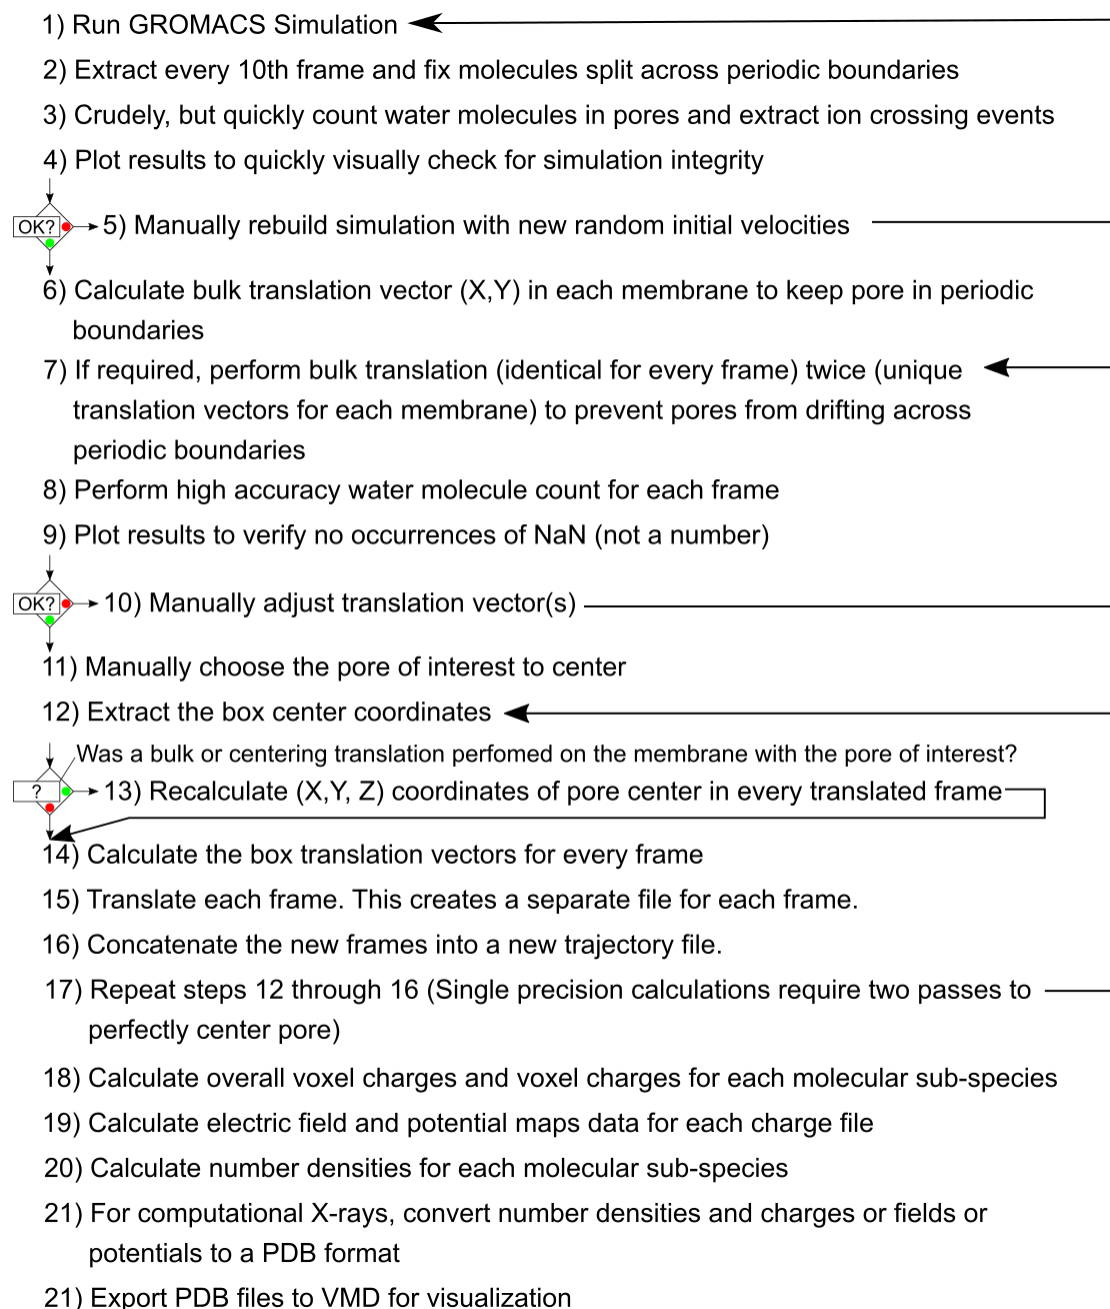 1) Run GROMACS Simulation
2) Extract every 10th frame and fix molecules split across periodic boundaries
3) Crudely, but quickly count water molecules in pores and extract ion crossing events
4) Plot results to quickly visually check for simulation integrity
OK? 5) Manually rebuild simulation with new random initial velocities
6) Calculate bulk translation vector (X,Y) in each membrane to keep pore in periodic
boundaries
7) If required, perform bulk translation (identical for every frame) twice (unique
translation vectors for each membrane) to prevent pores from drifting across
periodic boundaries
8) Perform high accuracy water molecule count for each frame
9) Plot results to verify no occurrences of NaN (not a number)
OK? 10) Manually adjust translation vector(s)
11) Manually choose the pore of interest to center
12) Extract the box center coordinates
Was a bulk or centering translation perfomed on the membrane with the pore of interest?
? 13) Recalculate (X,Y, Z) coordinates of pore center in every translated frame
14) Calculate the box translation vectors for every frame
15) Translate each frame. This creates a separate file for each frame.
16) Concatenate the new frames into a new trajectory file.
17) Repeat steps 12 through 16 (Single precision calculations require two passes to
perfectly center pore)
18) Calculate overall voxel charges and voxel charges for each molecular sub-species
19) Calculate electric field and potential maps data for each charge file
20) Calculate number densities for each molecular sub-species
21) For computational X-rays, convert number densities and charges or fields or
potentials to a PDB format
21) Export PDB files to VMD for visualization